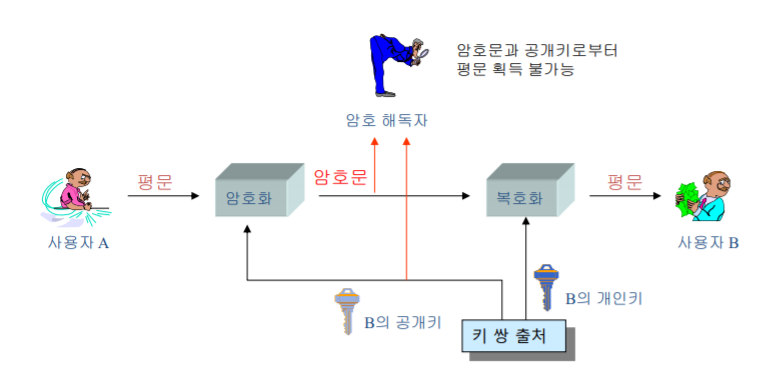 암호문과 공개키로부터
평문 획득 불가능
암호 해독자
평문
암호화
암호문
복호화
평문
사용자 A
사용자 B
B의 공개키
B의 개인키
키 쌍 출처